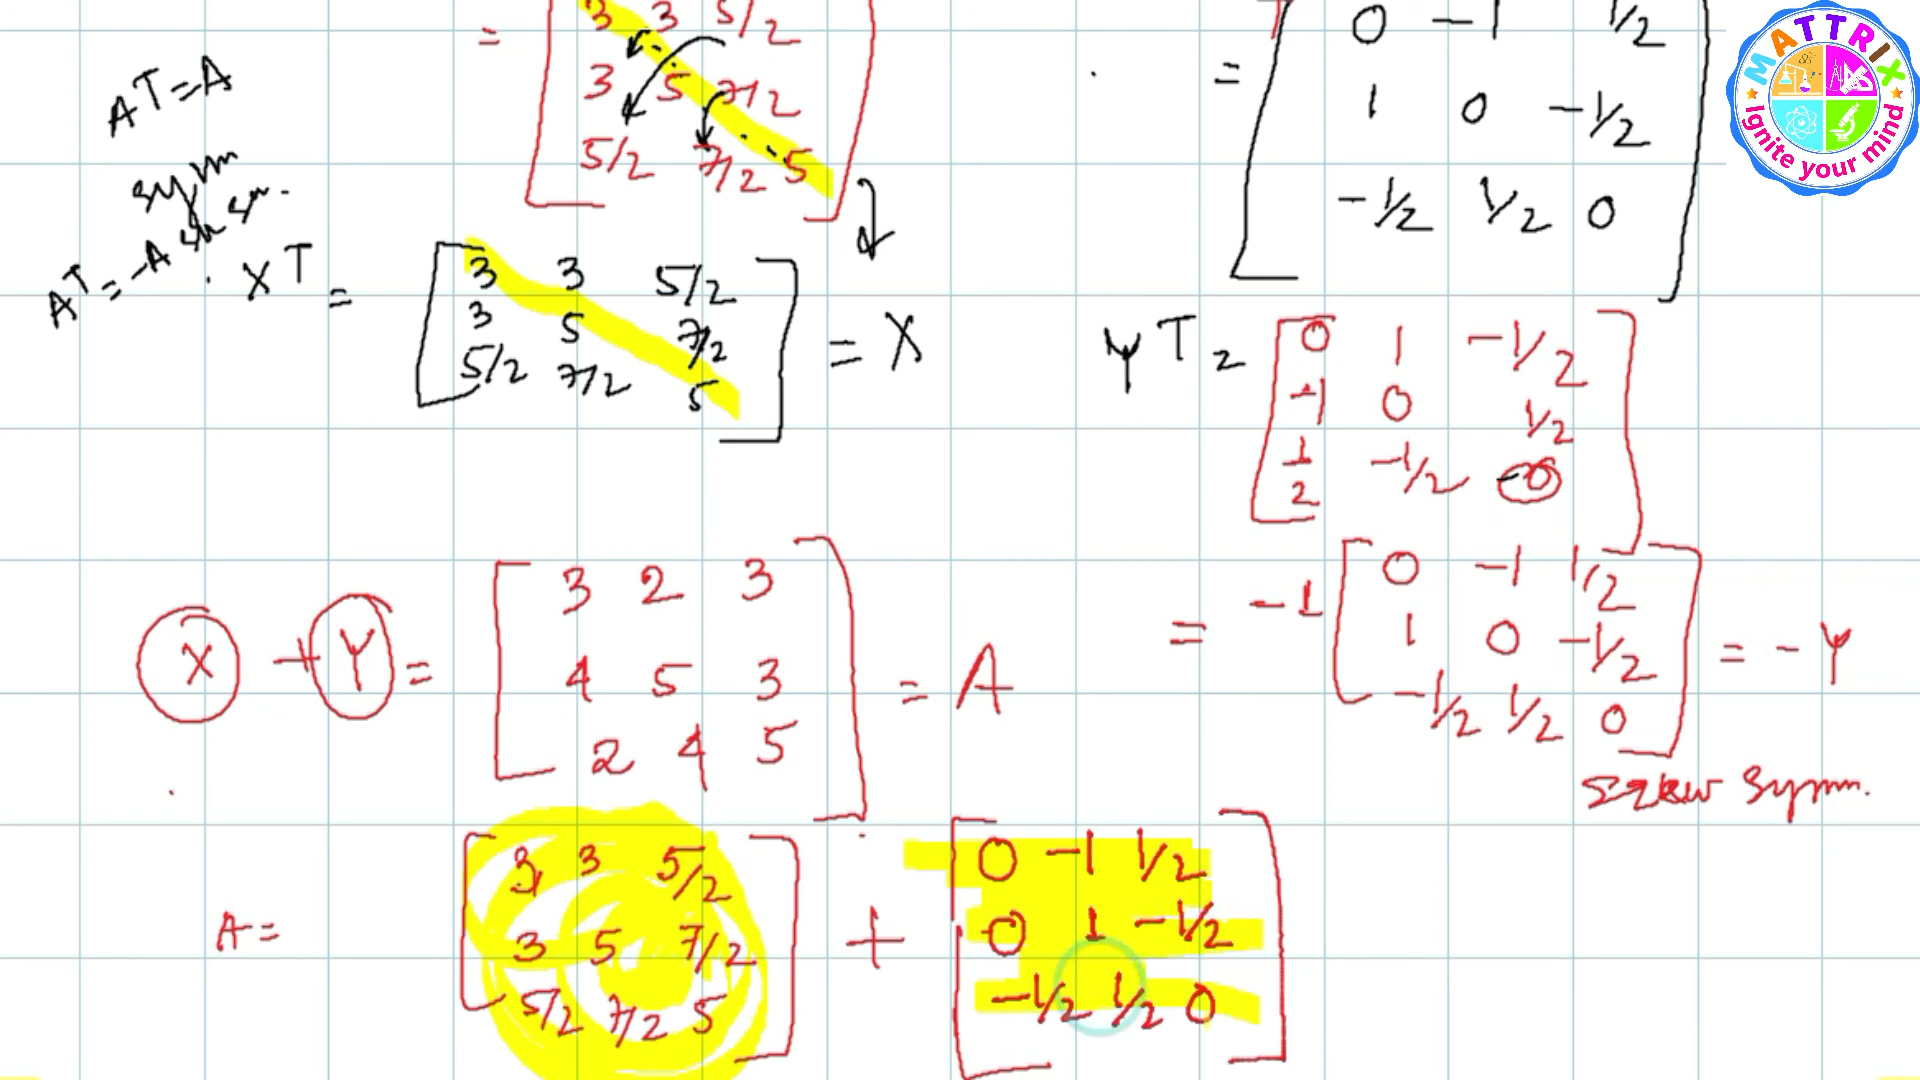 = 3 3 5/2
3 5 7/2
5/2 7/2 5
= 0 -1 1/2
1 0 -1/2
-1/2 1/2 0
MATTRIX
Ignite your mind
AT=A
sym
AT=-A
XT = 3 3 5/2
3 5 7/2
5/2 7/2 5
= X
YT = 0 1 -1/2
-1 0 1/2
1/2 -1/2 0
= -1 0 -1 1/2
1 0 -1/2
-1/2 1/2 0
= -Y
symm.
X + Y = 3 2 3
4 5 3
2 4 5
= A
A= 3 3 5/2
3 5 7/2
5/2 7/2 5
+ 0 -1 1/2
0 1 -1/2
-1/2 1/2 0